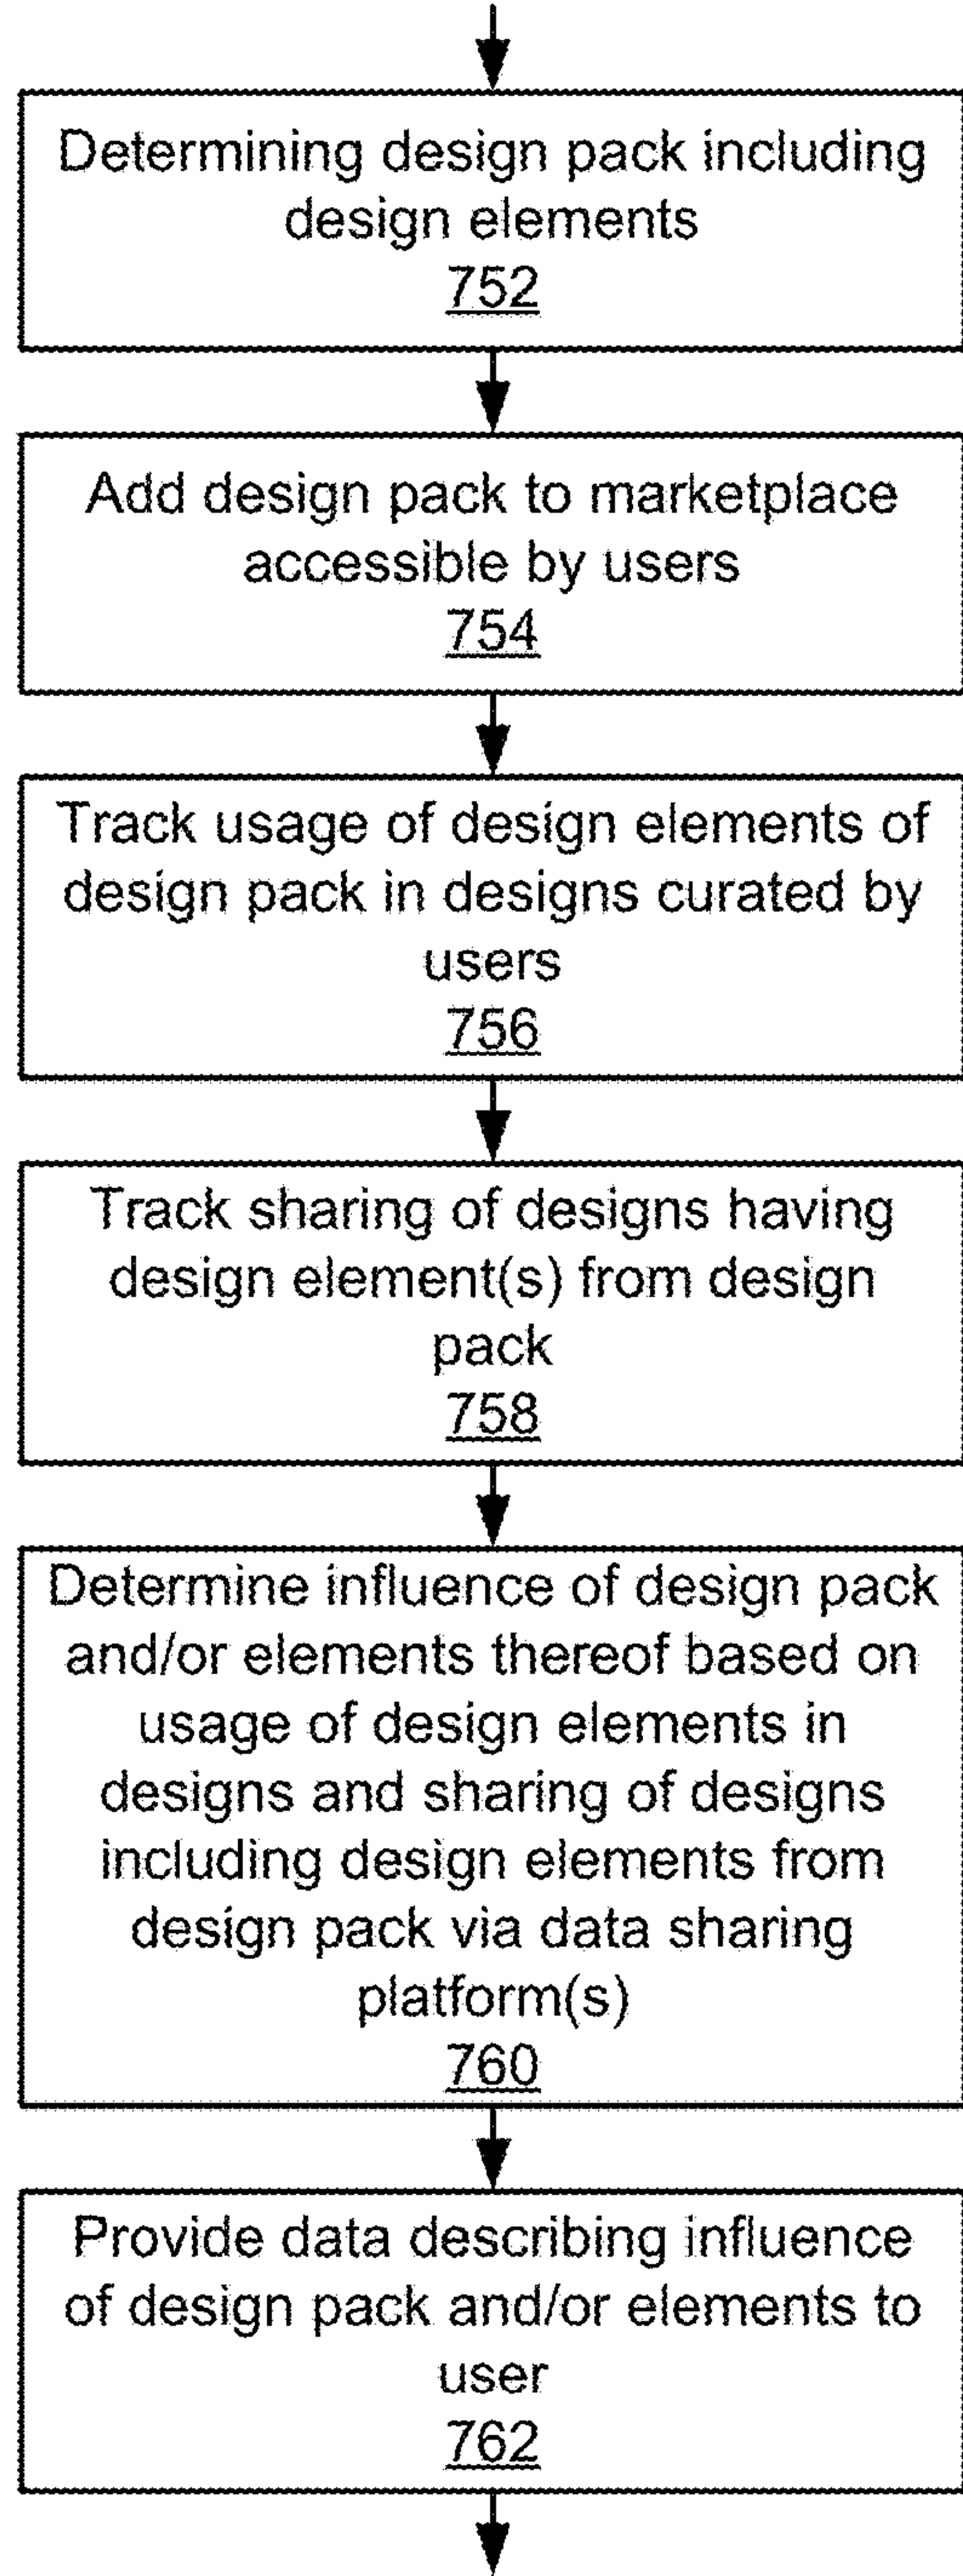 Determining design pack including
design elements
752
Add design pack to marketplace
accessible by users
754
Track usage of design elements of
design pack in designs curated by
users
756
Track sharing of designs having
design element(s) from design
pack
758
Determine influence of design pack
and/or elements thereof based on
usage of design elements in
designs and sharing of designs
including design elements from
design pack via data sharing
platform(s)
760
Provide data describing influence
of design pack and/or elements to
user
762